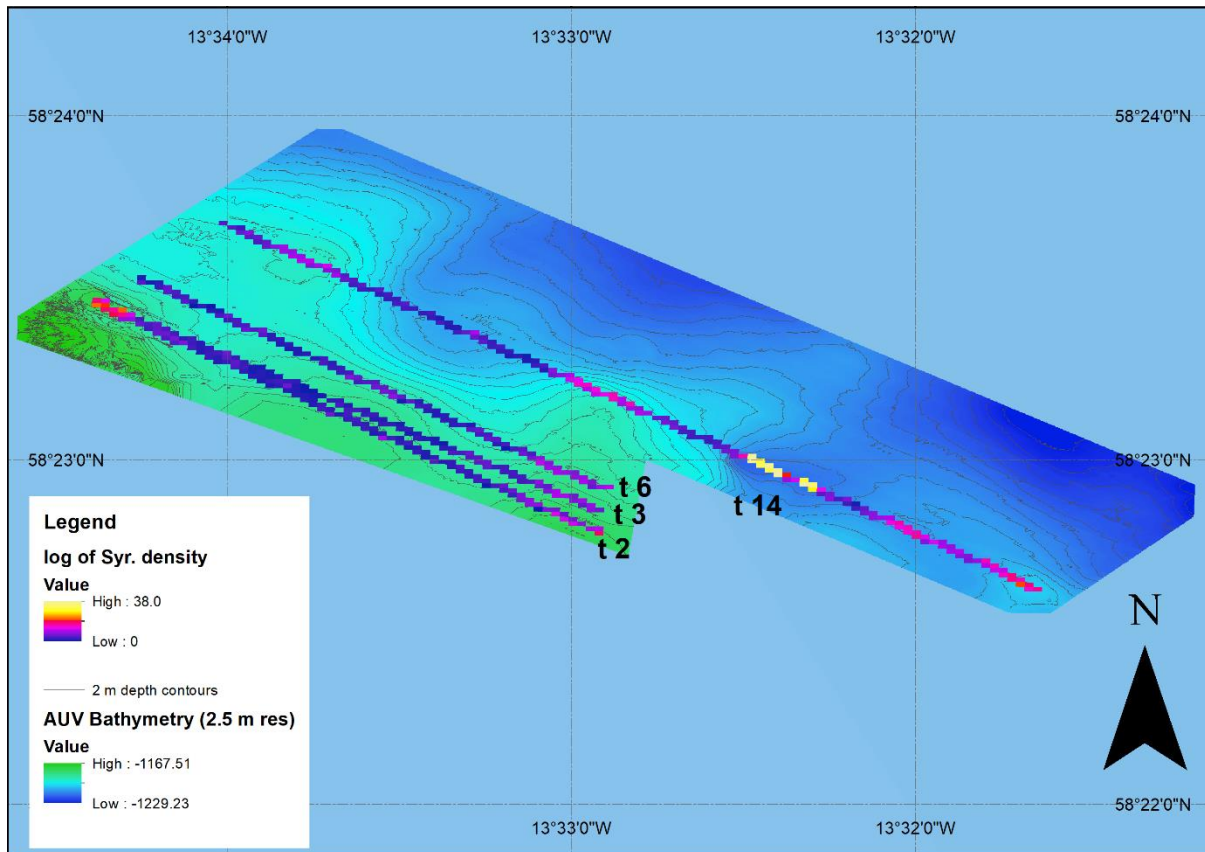 13°34'0"W 13°33'0"W 13°32'0"W
58°24'0"N 58°24'0"N
58°23'0"N 58°23'0"N
t 6
t 3
t 14
t 2
Legend
log of Syr. density
Value
High : 38.0
Low : 0
2 m depth contours
AUV Bathymetry (2.5 m res)
Value
High : -1167.51
Low : -1229.23
N
58°22'0"N
13°33'0"W 13°32'0"W